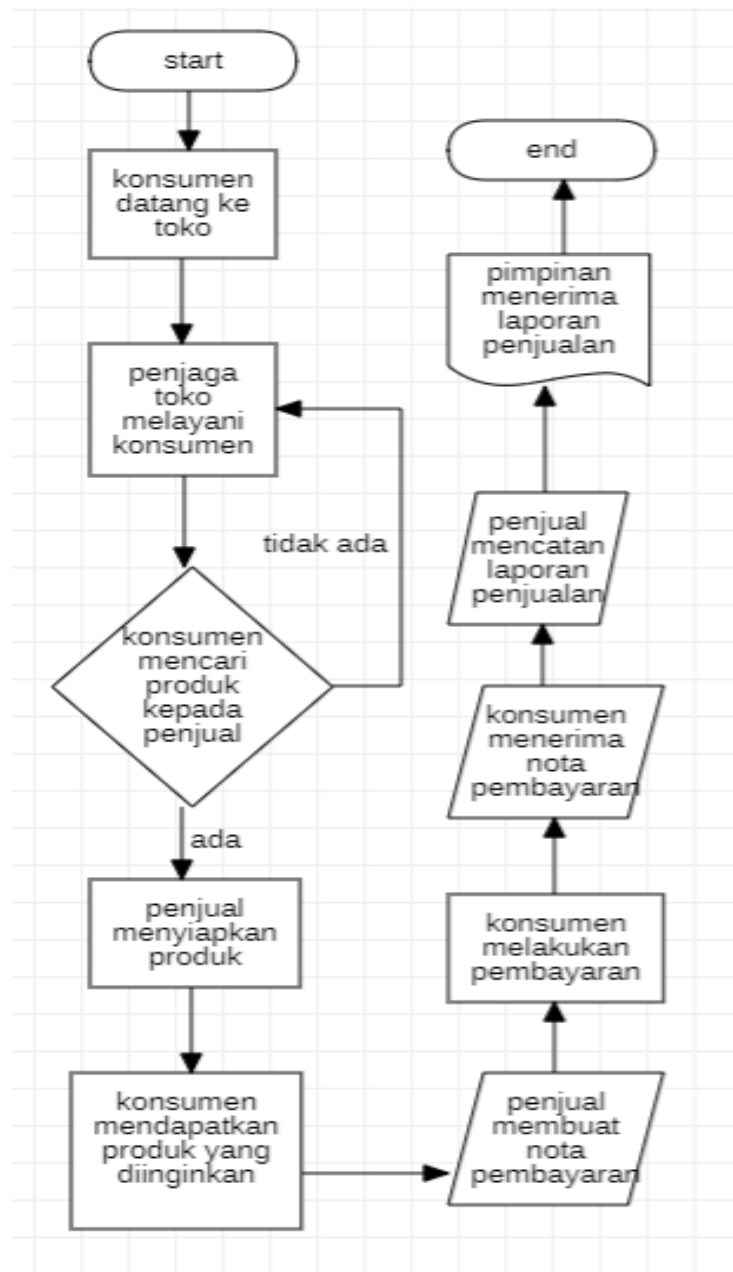 start
konsumen
datang ke
toko
penjaga
toko
melayani
konsumen
tidak ada
konsumen
mencari
produk
kepada
penjual
ada
penjual
menyiapkan
produk
konsumen
mendapatkan
produk yang
diinginkan
penjual
membuat
nota
pembayaran
konsumen
melakukan
pembayaran
konsumen
menerima
nota
pembayaran
penjual
mencatan
laporan
penjualan
pimpinan
menerima
laporan
penjualan
end